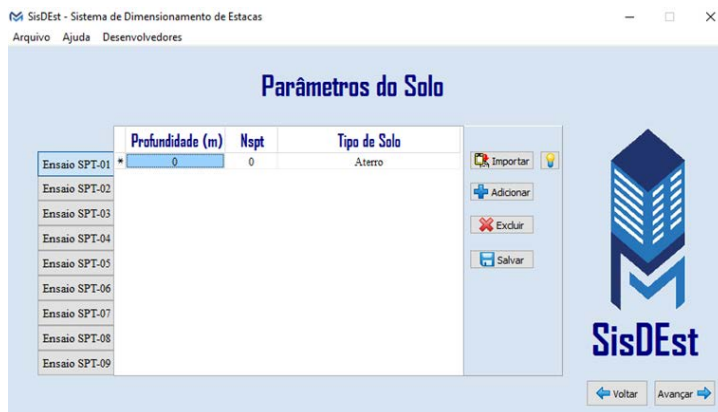 SisDEst - Sistema de Dimensionamento de Estacas
Arquivo Ajuda Desenvolvedores
Parâmetros do Solo
Profundidade (m) Nspt Tipo de Solo
Ensaio SPT-01 * 0 0 Aterro
Importar
Ensaio SPT-02
Adicionar
Ensaio SPT-03
Excluir
Ensaio SPT-04
Ensaio SPT-05
Salvar
Ensaio SPT-06
Ensaio SPT-07
Ensaio SPT-08
Ensaio SPT-09
SisDEst
Voltar Avançar